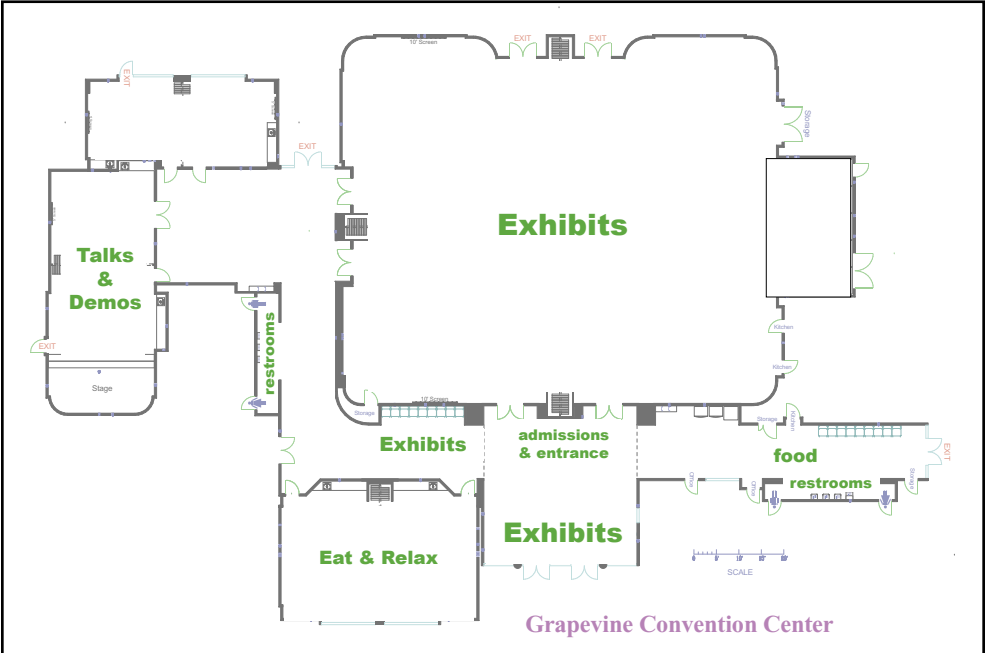 10' Screen
EXIT
EXIT
EXIT
Storage
EXIT
Exhibits
Talks
&
Demos
restrooms
EXIT
Stage
Kitchen
Kitchen
10' Screen
Storage
Exhibits
admissions
& entrance
Storage
Kitchen
food
EXIT
restrooms
Office
Office
Storage
Eat & Relax
Exhibits
SCALE
Grapevine Convention Center